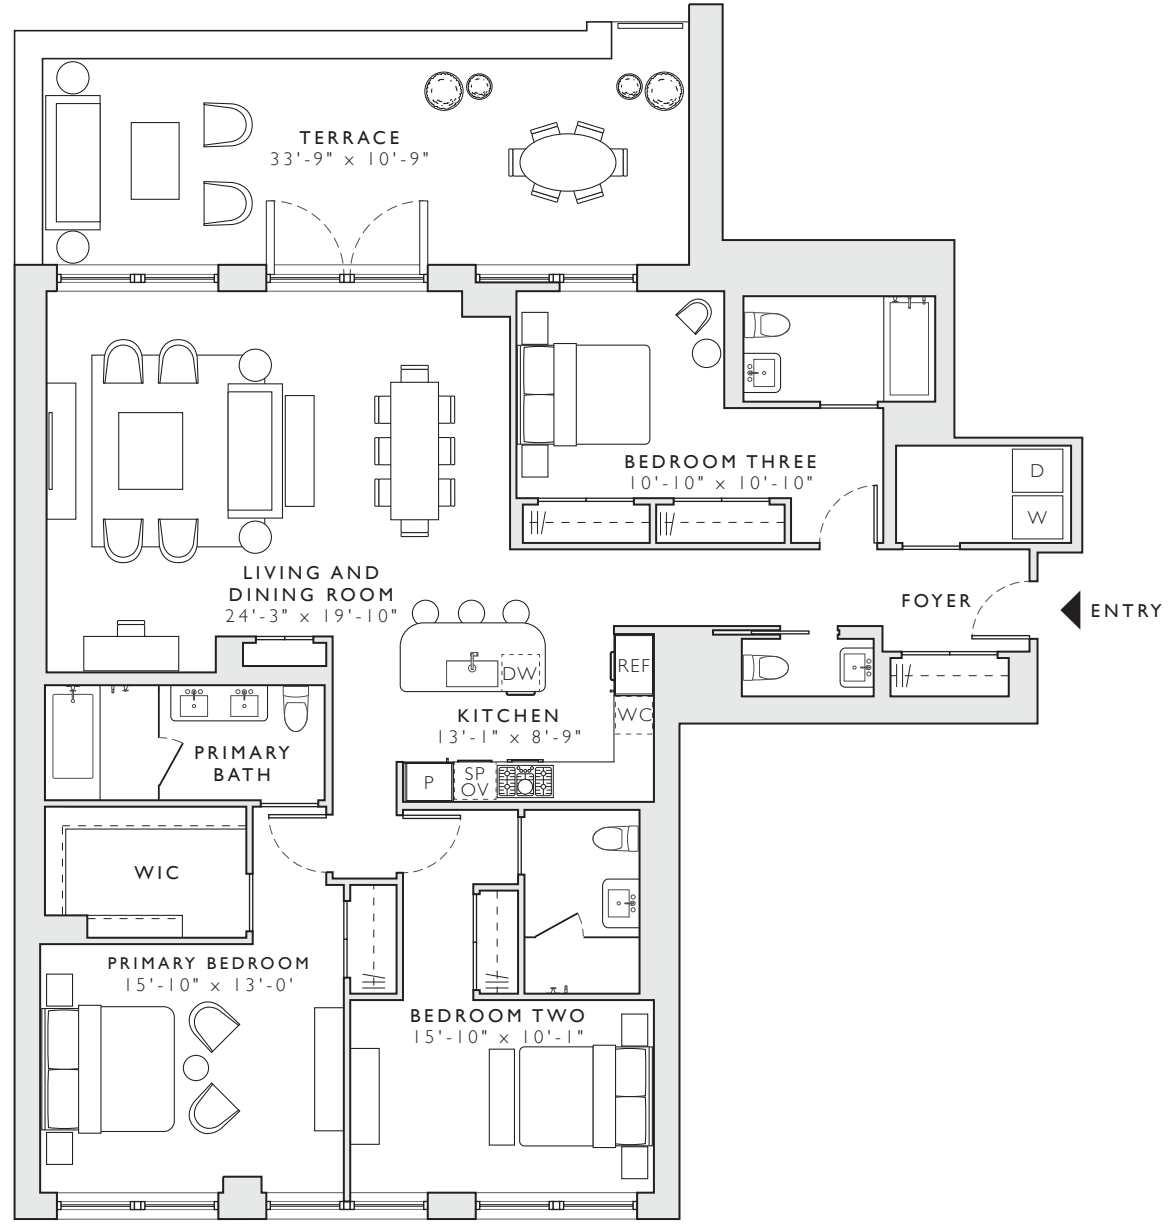 TERRACE
33'-9" x 10'-9"
BEDROOM THREE
10'-10" x 10'-10"
D
W
LIVING AND
DINING ROOM
24'-3" x 19'-10"
FOYER
ENTRY
REF
DW
WC
KITCHEN
13'-1" x 8'-9"
PRIMARY
BATH
P
SP
OV
WIC
PRIMARY BEDROOM
15'-10" x 13'-0'
BEDROOM TWO
15'-10" x 10'-1"